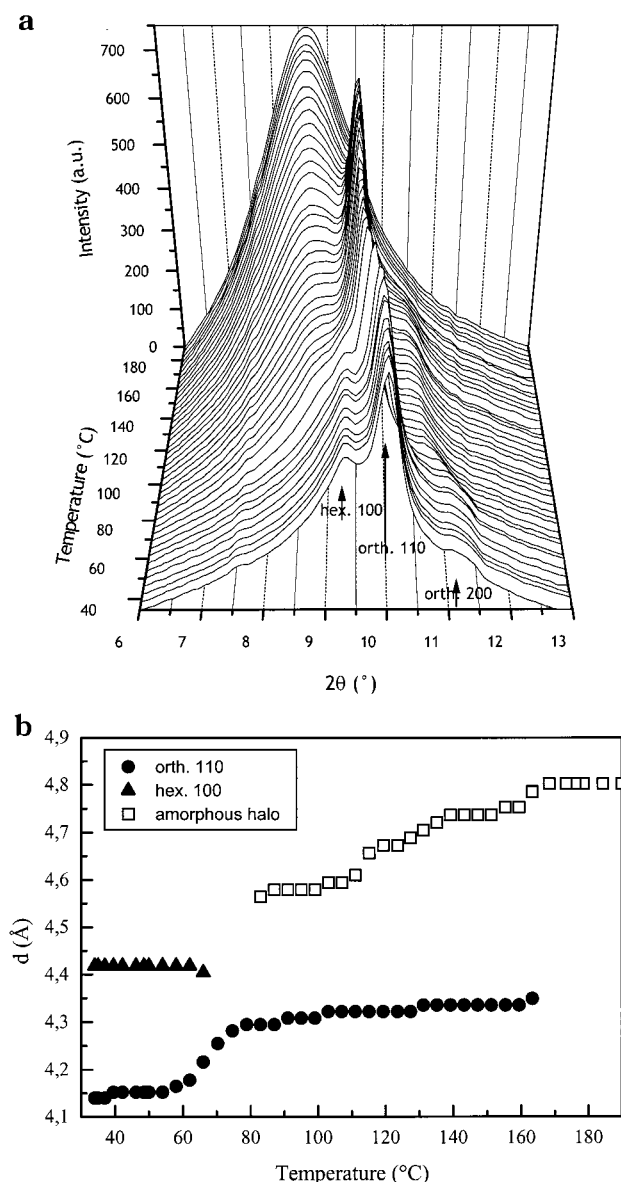 a
700
600
500
400
300
200
100
0
Intensity (a.u.)
180
160
140
120
100
80
60
40
Temperature (°C)
hex. 100
orth. 110
orth. 200
6 7 8 9 10 11 12 13
2θ (°)
b
4,9
4,8
4,7
4,6
4,5
4,4
4,3
4,2
4,1
d (Å)
orth. 110
hex. 100
amorphous halo
40 60 80 100 120 140 160 180
Temperature (°C)